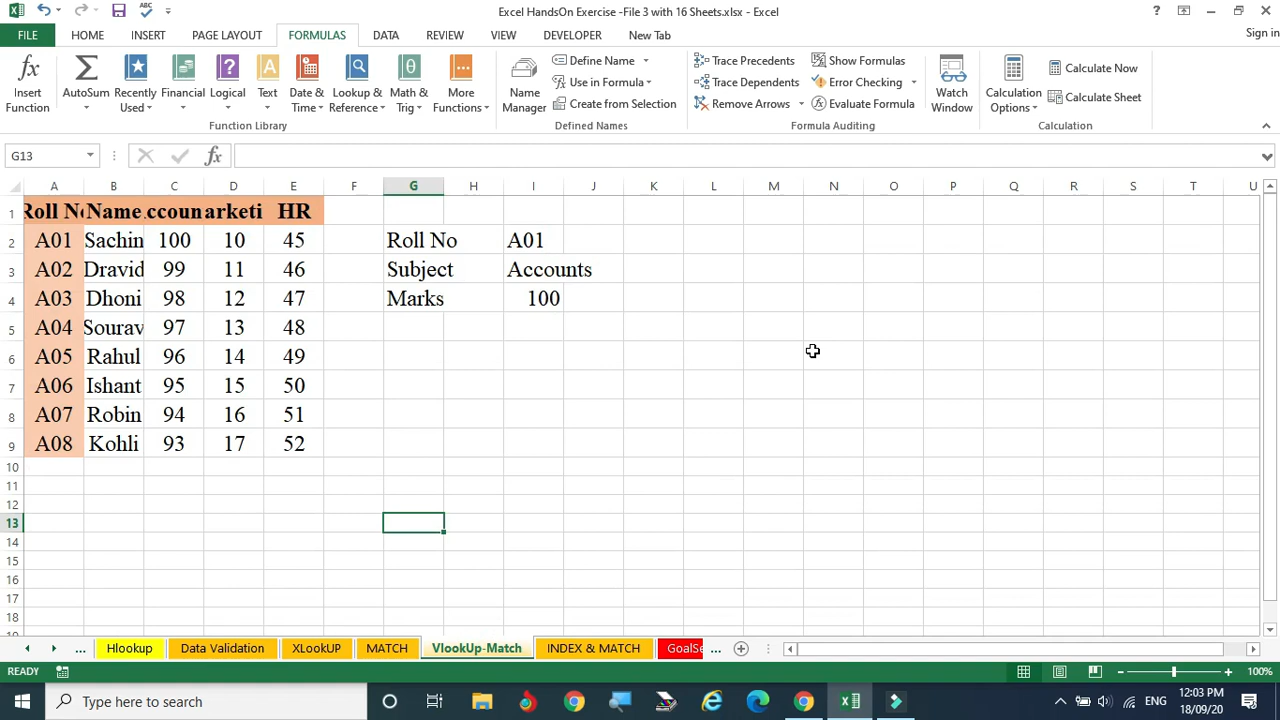 Excel HandsOn Exercise -File 3 with 16 Sheets.xlsx - Excel
FILE HOME INSERT PAGE LAYOUT FORMULAS DATA REVIEW VIEW DEVELOPER New Tab Sign in
Insert Function
AutoSum
Recently Used
Financial
Logical
Text
Date & Time
Lookup & Reference
Math & Trig
More Functions
Function Library
Name Manager
Define Name
Use in Formula
Create from Selection
Defined Names
Trace Precedents
Trace Dependents
Remove Arrows
Show Formulas
Error Checking
Evaluate Formula
Formula Auditing
Watch Window
Calculation Options
Calculate Now
Calculate Sheet
Calculation
G13 fx
A B C D E F G H I J K L M N O P Q R S T U
1 Roll No Name ccoun arketi HR
2 A01 Sachin 100 10 45 Roll No A01
3 A02 Dravid 99 11 46 Subject Accounts
4 A03 Dhoni 98 12 47 Marks 100
5 A04 Sourav 97 13 48
6 A05 Rahul 96 14 49
7 A06 Ishant 95 15 50
8 A07 Robin 94 16 51
9 A08 Kohli 93 17 52
10
11
12
13
14
15
16
17
18
... Hlookup Data Validation XLookUP MATCH VlookUp-Match INDEX & MATCH GoalSe ...
READY 100%
Type here to search
ENG
12:03 PM
18/09/20